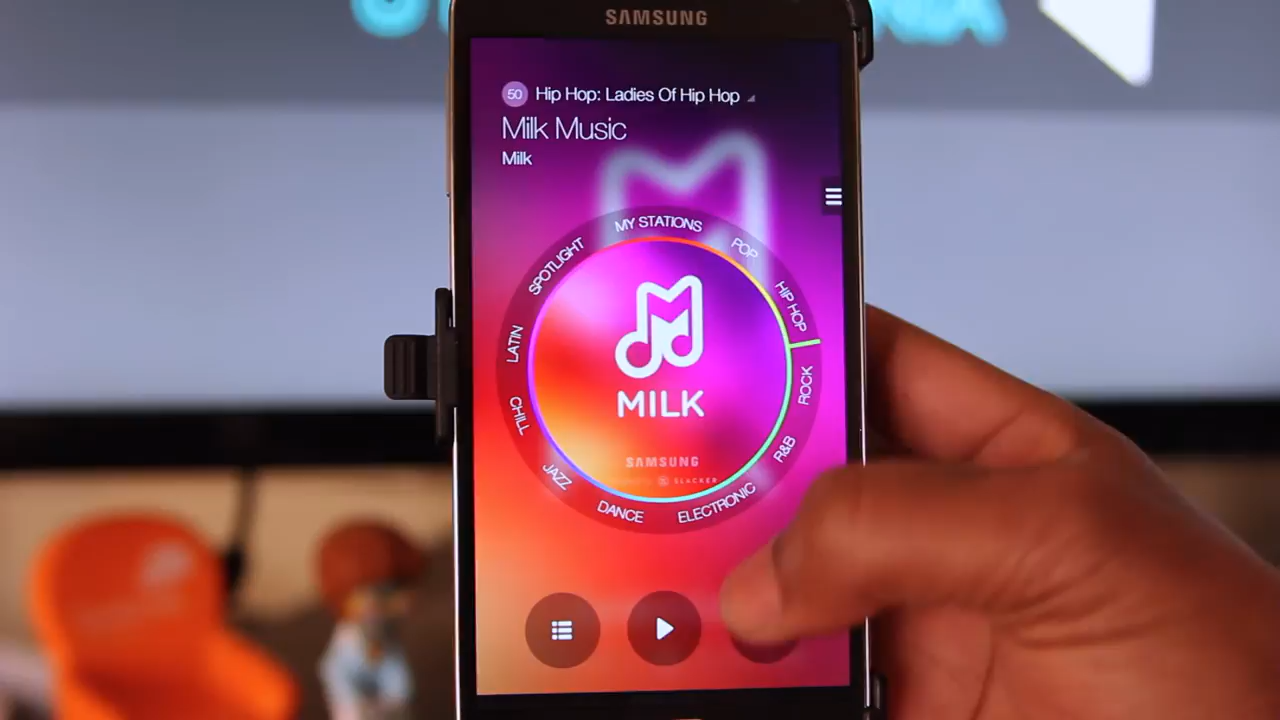 SAMSUNG
50 Hip Hop: Ladies Of Hip Hop
Milk Music
Milk
MY STATIONS
POP
HIP HOP
ROCK
R&B
ELECTRONIC
DANCE
JAZZ
CHILL
LATIN
SPOTLIGHT
MILK
SAMSUNG
SLACKER